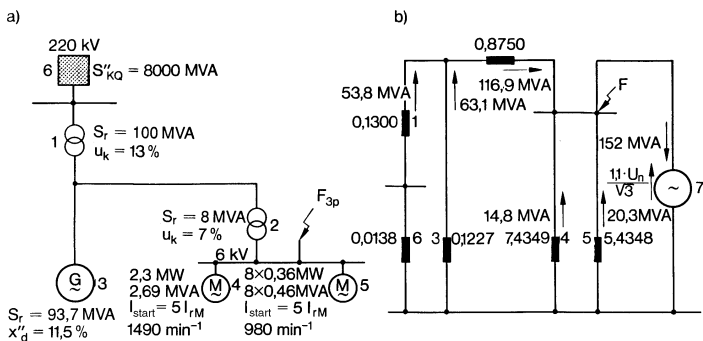 a)
220 kV
6
S″kQ = 8000 MVA
1
Sr = 100 MVA
uk = 13 %
Sr = 8 MVA
uk = 7 %
2
F3p
6 kV
G
~
3
Sr = 93,7 MVA
x″d = 11,5 %
2,3 MW
2,69 MVA
Istart = 5 IrM
1490 min⁻¹
M
~
4
8×0,36MW
8×0,46MVA
Istart = 5 IrM
980 min⁻¹
M
~
5
b)
0,8750
116,9 MVA
53,8 MVA
63,1 MVA
0,1300
1
F
152 MVA
1,1·Un
√3
~
7
14,8 MVA
20,3MVA
0,0138
6
3
0,1227
7,4349
4
5
5,4348